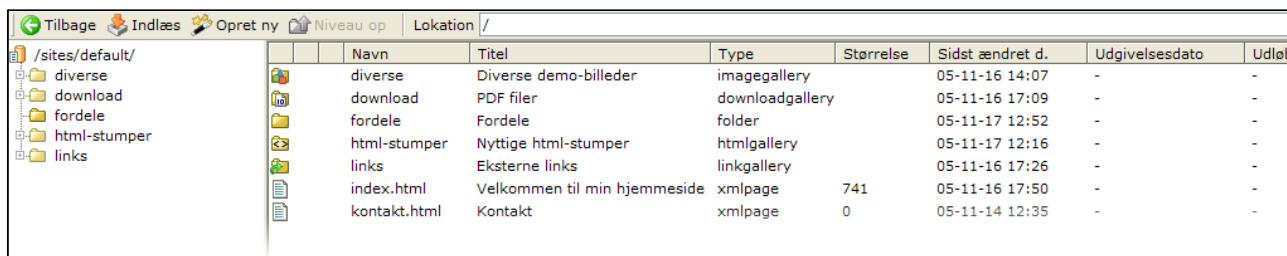 Tilbage Indlæs Opret ny Niveau op Lokation /
/sites/default/
diverse
download
fordele
html-stumper
links
Navn Titel Type Størrelse Sidst ændret d. Udgivelsesdato
diverse Diverse demo-billeder imagegallery 05-11-16 14:07 - -
download PDF filer downloadgallery 05-11-16 17:09 - -
fordele Fordele folder 05-11-17 12:52 - -
html-stumper Nyttige html-stumper htmlgallery 05-11-17 12:16 - -
links Eksterne links linkgallery 05-11-16 17:26 - -
index.html Velkommen til min hjemmeside xmlpage 741 05-11-16 17:50 - -
kontakt.html Kontakt xmlpage 0 05-11-14 12:35 - -